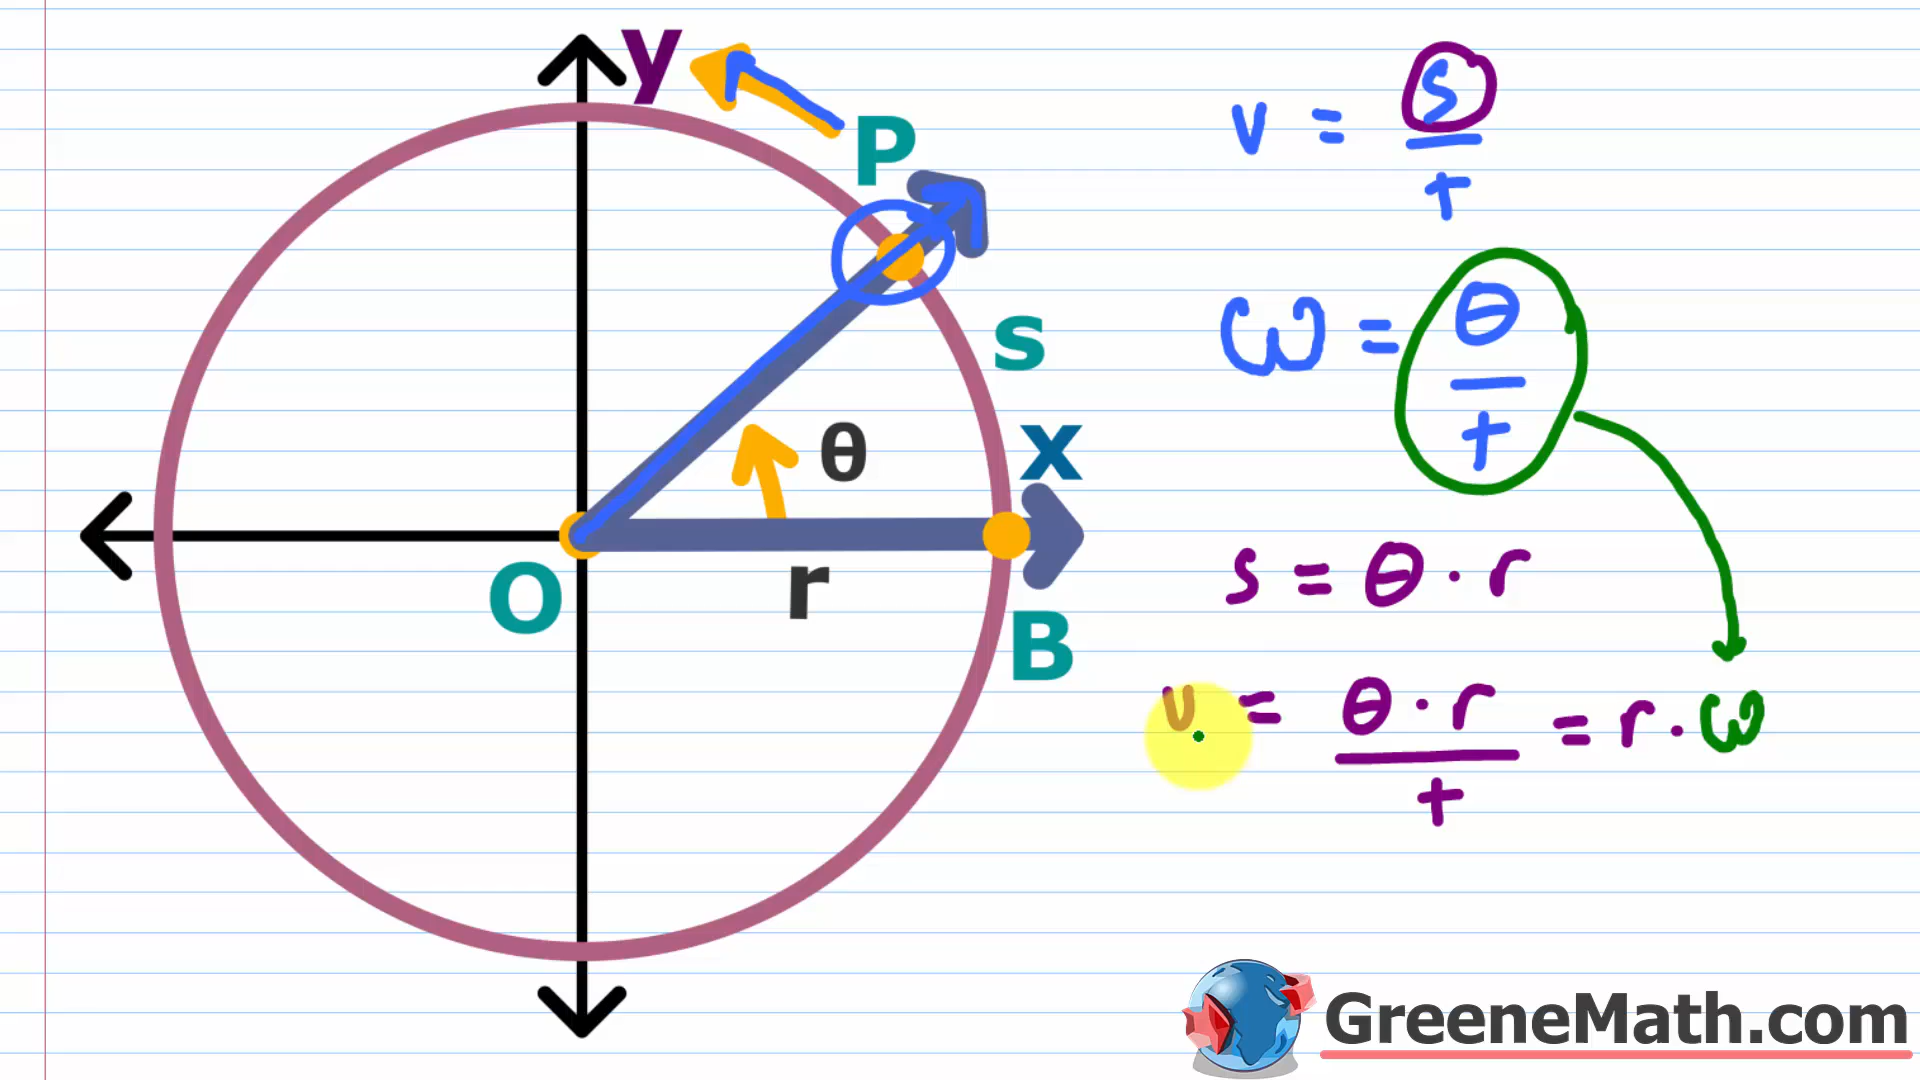 y
P
s
x
θ
r
O
B
v = s/t
ω = θ/t
s = θ · r
v = θ · r/t = r · ω
GreeneMath.com